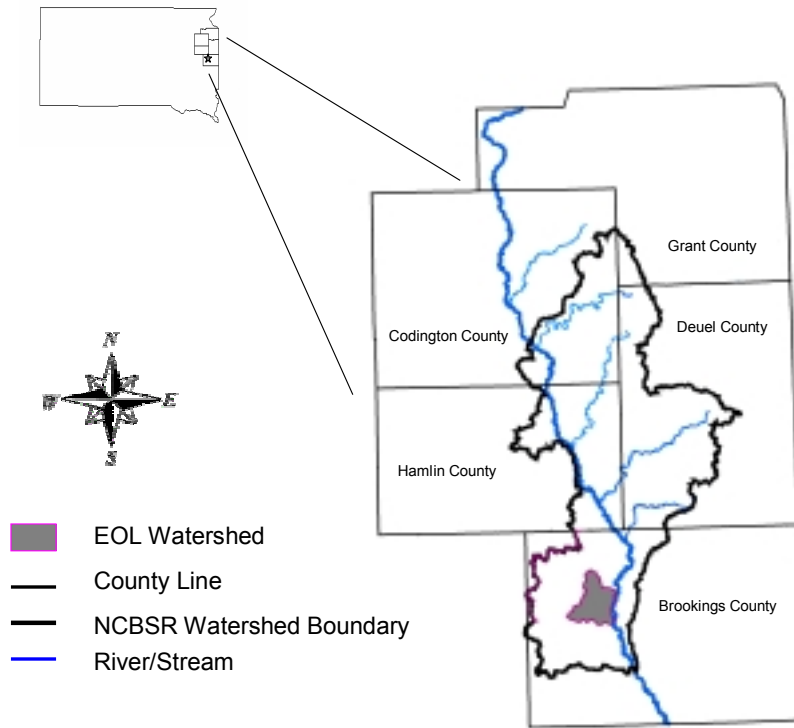 Grant County
Codington County
Deuel County
N
W
E
S
Hamlin County
EOL Watershed
County Line
NCBSR Watershed Boundary
River/Stream
Brookings County